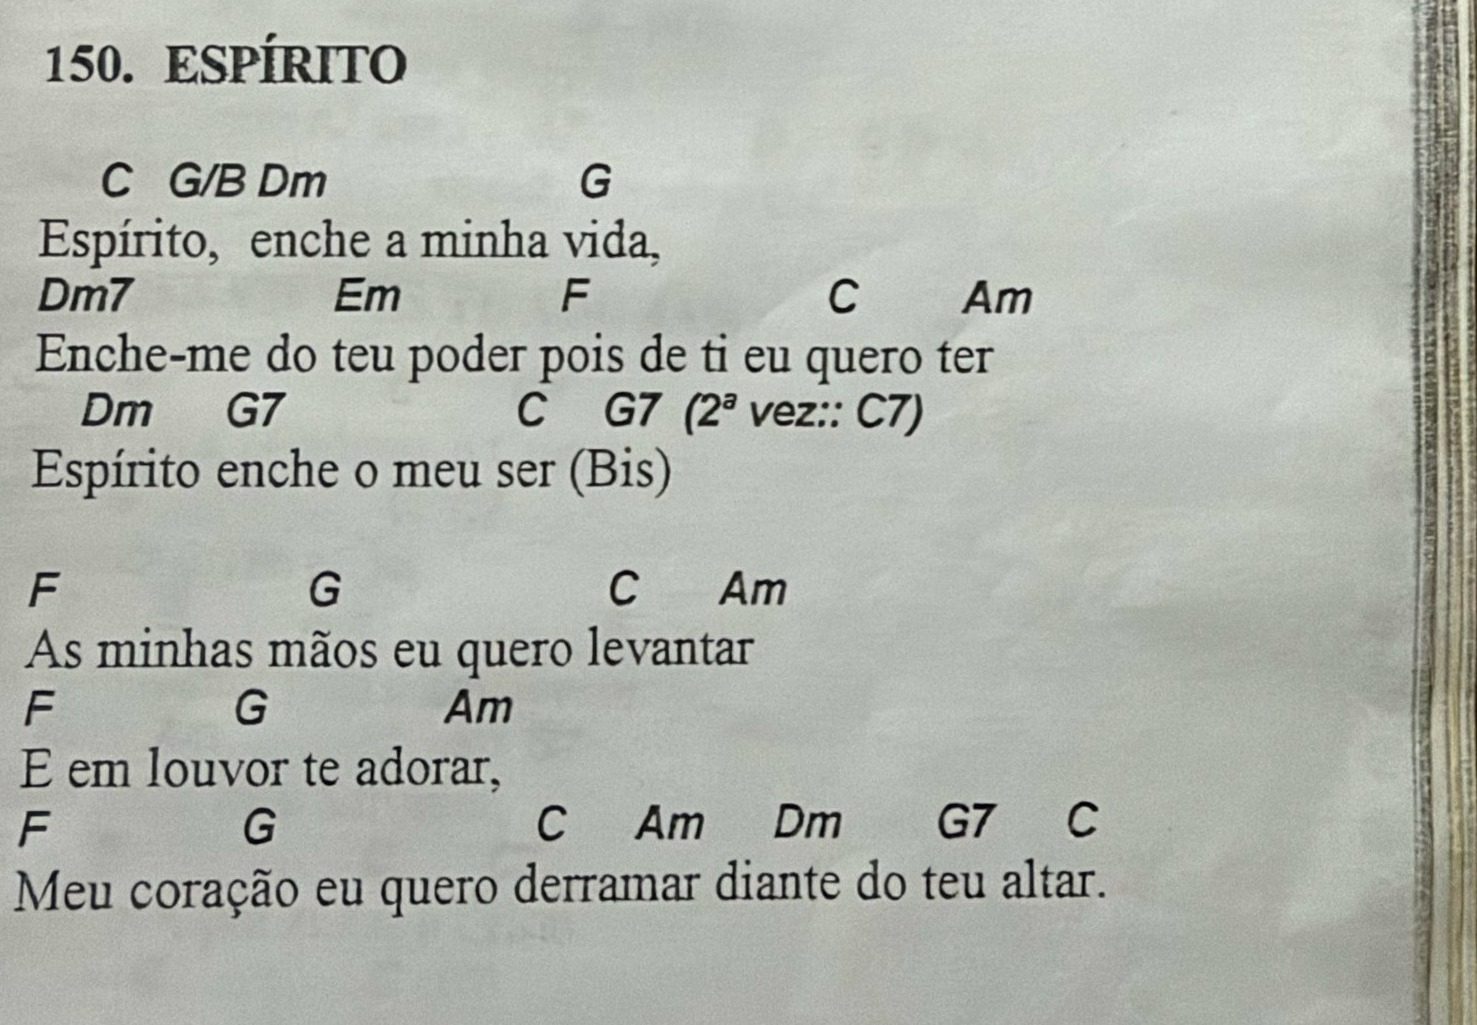 150. ESPÍRITO
C G/B Dm G
Espírito, enche a minha vida,
Dm7 Em F C Am
Enche-me do teu poder pois de ti eu quero ter
Dm G7 C G7 (2ª vez:: C7)
Espírito enche o meu ser (Bis)
F G C Am
As minhas mãos eu quero levantar
F G Am
E em louvor te adorar,
F G C Am Dm G7 C
Meu coração eu quero derramar diante do teu altar.